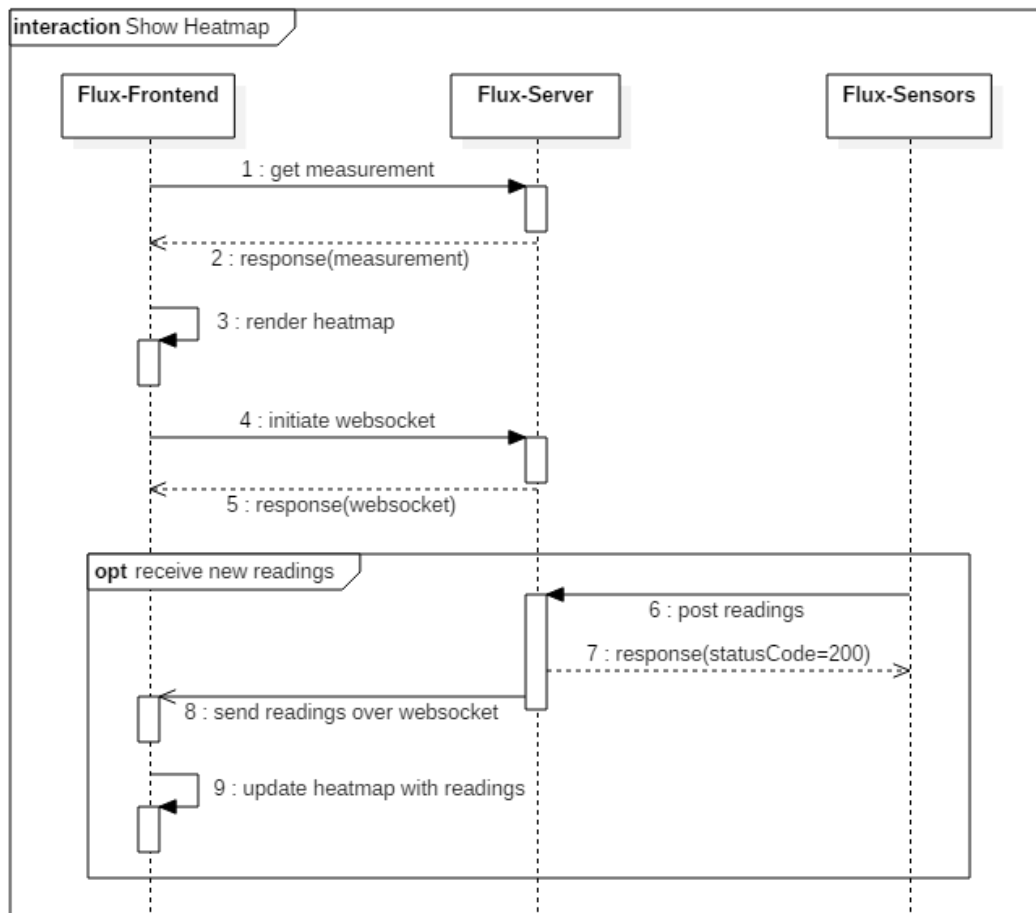 interaction Show Heatmap
Flux-Frontend
Flux-Server
Flux-Sensors
1 : get measurement
2 : response(measurement)
3 : render heatmap
4 : initiate websocket
5 : response(websocket)
opt receive new readings
6 : post readings
7 : response(statusCode=200)
8 : send readings over websocket
9 : update heatmap with readings